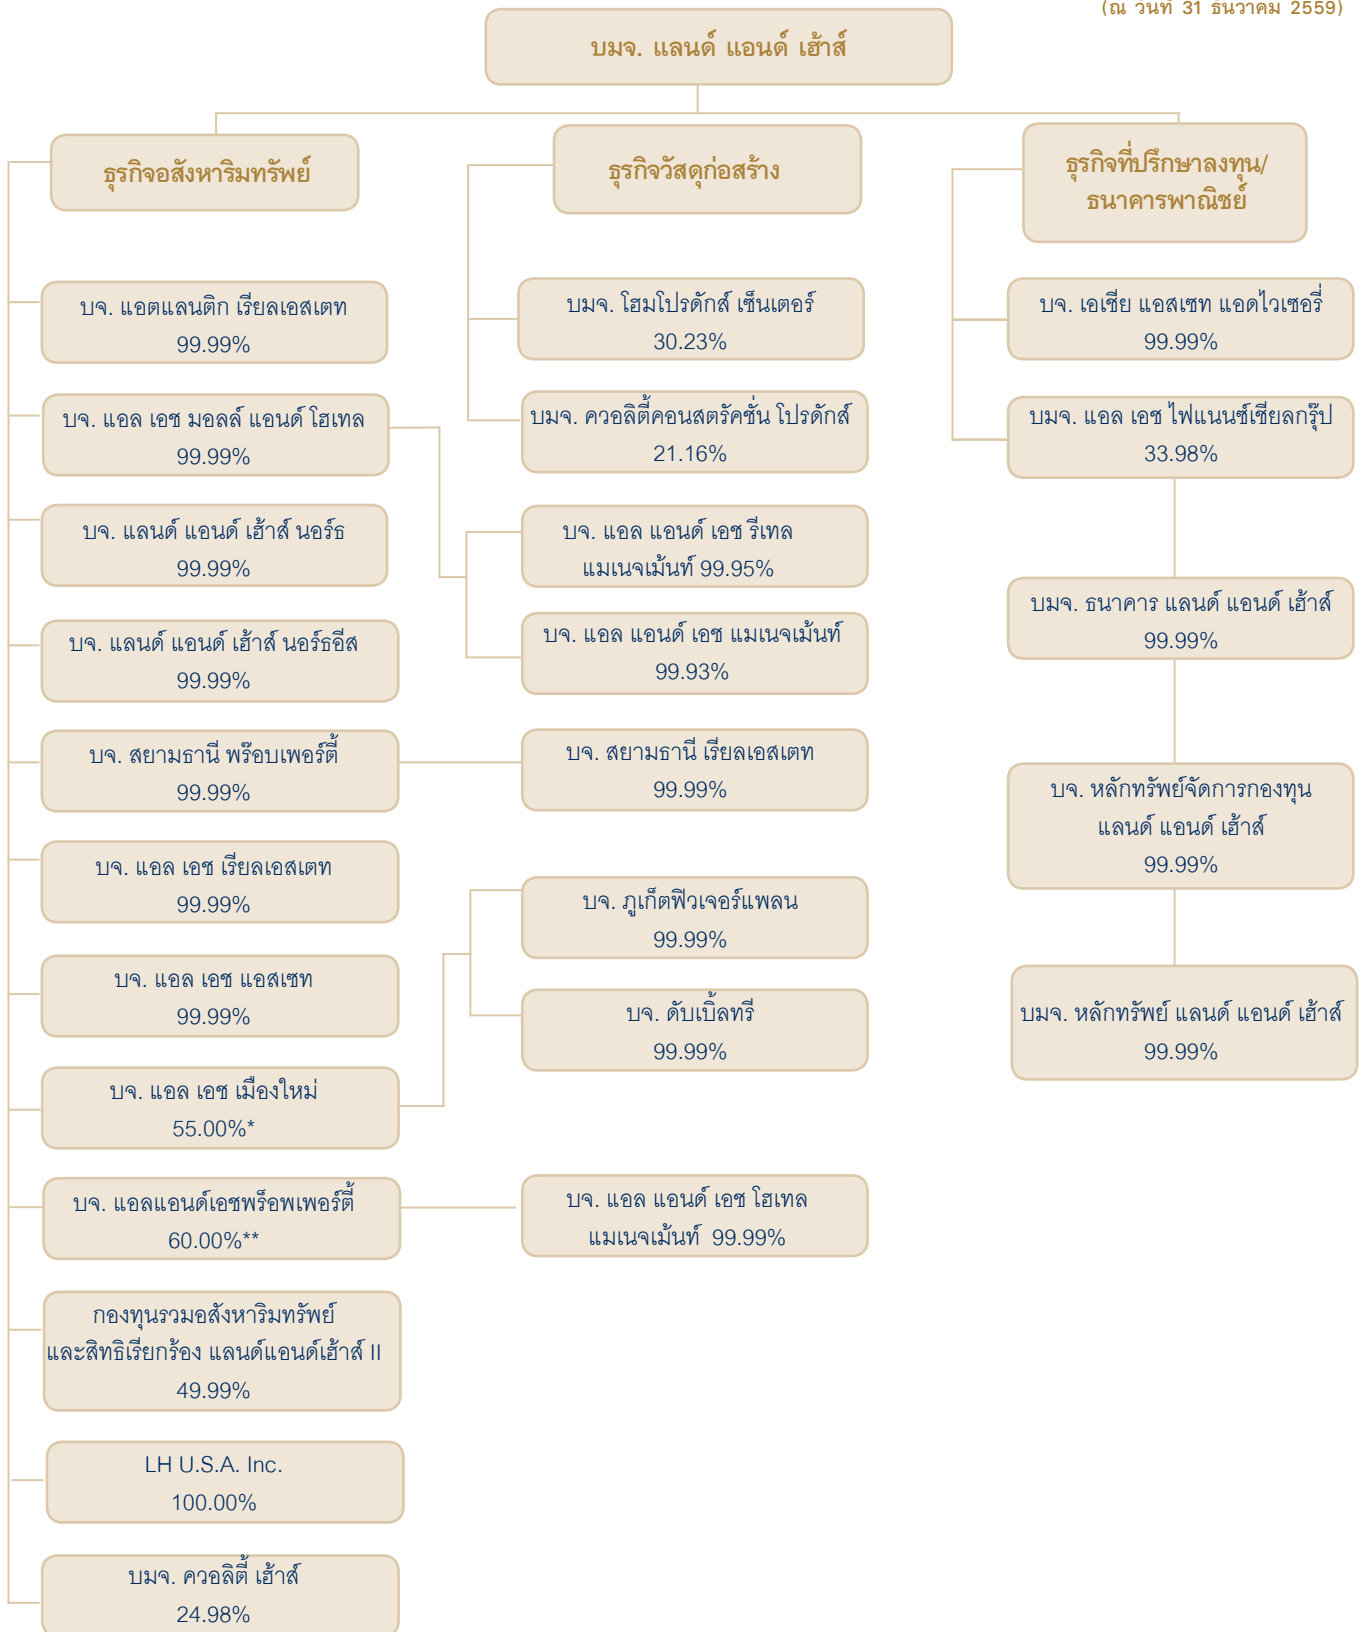 (ณ วันที่ 31 ธันวาคม 2559)
บมจ. แลนด์ แอนด์ เฮ้าส์
ธุรกิจอสังหาริมทรัพย์
บจ. แอตแลนติก เรียลเอสเตท
99.99%
บจ. แอล เอช มอลล์ แอนด์ โฮเทล
99.99%
บจ. แลนด์ แอนด์ เฮ้าส์ นอร์ธ
99.99%
บจ. แลนด์ แอนด์ เฮ้าส์ นอร์ธอีส
99.99%
บจ. สยามธานี พร๊อบเพอร์ตี้
99.99%
บจ. แอล เอช เรียลเอสเตท
99.99%
บจ. แอล เอช แอสเซท
99.99%
บจ. แอล เอช เมืองใหม่
55.00%*
บจ. แอลแอนด์เอชพร็อพเพอร์ตี้
60.00%**
กองทุนรวมอสังหาริมทรัพย์
และสิทธิเรียกร้อง แลนด์แอนด์เฮ้าส์ II
49.99%
LH U.S.A. Inc.
100.00%
บมจ. ควอลิตี้ เฮ้าส์
24.98%
ธุรกิจวัสดุก่อสร้าง
บมจ. โฮมโปรดักส์ เซ็นเตอร์
30.23%
บมจ. ควอลิตี้คอนสตรัคชั่น โปรดักส์
21.16%
บจ. แอล แอนด์ เอช รีเทล
แมเนจเม้นท์ 99.95%
บจ. แอล แอนด์ เอช แมเนจเม้นท์
99.93%
บจ. สยามธานี เรียลเอสเตท
99.99%
บจ. ภูเก็ตฟิวเจอร์แพลน
99.99%
บจ. ดับเบิ้ลทรี
99.99%
บจ. แอล แอนด์ เอช โฮเทล
แมเนจเม้นท์ 99.99%
ธุรกิจที่ปรึกษาลงทุน/
ธนาคารพาณิชย์
บจ. เอเชีย แอสเซท แอดไวเซอรี่
99.99%
บมจ. แอล เอช ไฟแนนซ์เชียลกรุ๊ป
33.98%
บมจ. ธนาคาร แลนด์ แอนด์ เฮ้าส์
99.99%
บจ. หลักทรัพย์จัดการกองทุน
แลนด์ แอนด์ เฮ้าส์
99.99%
บมจ. หลักทรัพย์ แลนด์ แอนด์ เฮ้าส์
99.99%